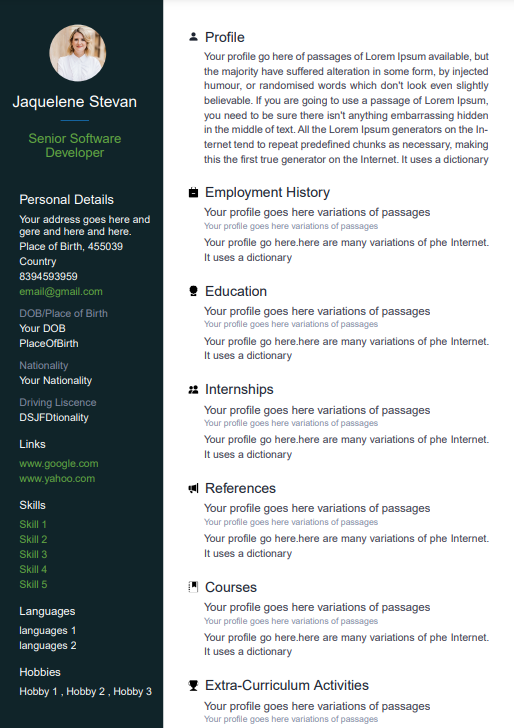 Jaquelene Stevan
Senior Software
Developer
Personal Details
Your address goes here and
gere and here and here.
Place of Birth, 455039
Country
8394593959
email@gmail.com
DOB/Place of Birth
Your DOB
PlaceOfBirth
Nationality
Your Nationality
Driving Liscence
DSJFDtionality
Links
www.google.com
www.yahoo.com
Skills
Skill 1
Skill 2
Skill 3
Skill 4
Skill 5
Languages
languages 1
languages 2
Hobbies
Hobby 1 , Hobby 2 , Hobby 3
Profile
Your profile go here of passages of Lorem Ipsum available, but
the majority have suffered alteration in some form, by injected
humour, or randomised words which don't look even slightly
believable. If you are going to use a passage of Lorem Ipsum,
you need to be sure there isn't anything embarrassing hidden
in the middle of text. All the Lorem Ipsum generators on the In-
ternet tend to repeat predefined chunks as necessary, making
this the first true generator on the Internet. It uses a dictionary
Employment History
Your profile goes here variations of passages
Your profile goes here variations of passages
Your profile go here.here are many variations of phe Internet.
It uses a dictionary
Education
Your profile goes here variations of passages
Your profile goes here variations of passages
Your profile go here.here are many variations of phe Internet.
It uses a dictionary
Internships
Your profile goes here variations of passages
Your profile goes here variations of passages
Your profile go here.here are many variations of phe Internet.
It uses a dictionary
References
Your profile goes here variations of passages
Your profile goes here variations of passages
Your profile go here.here are many variations of phe Internet.
It uses a dictionary
Courses
Your profile goes here variations of passages
Your profile goes here variations of passages
Your profile go here.here are many variations of phe Internet.
It uses a dictionary
Extra-Curriculum Activities
Your profile goes here variations of passages
Your profile goes here variations of passages